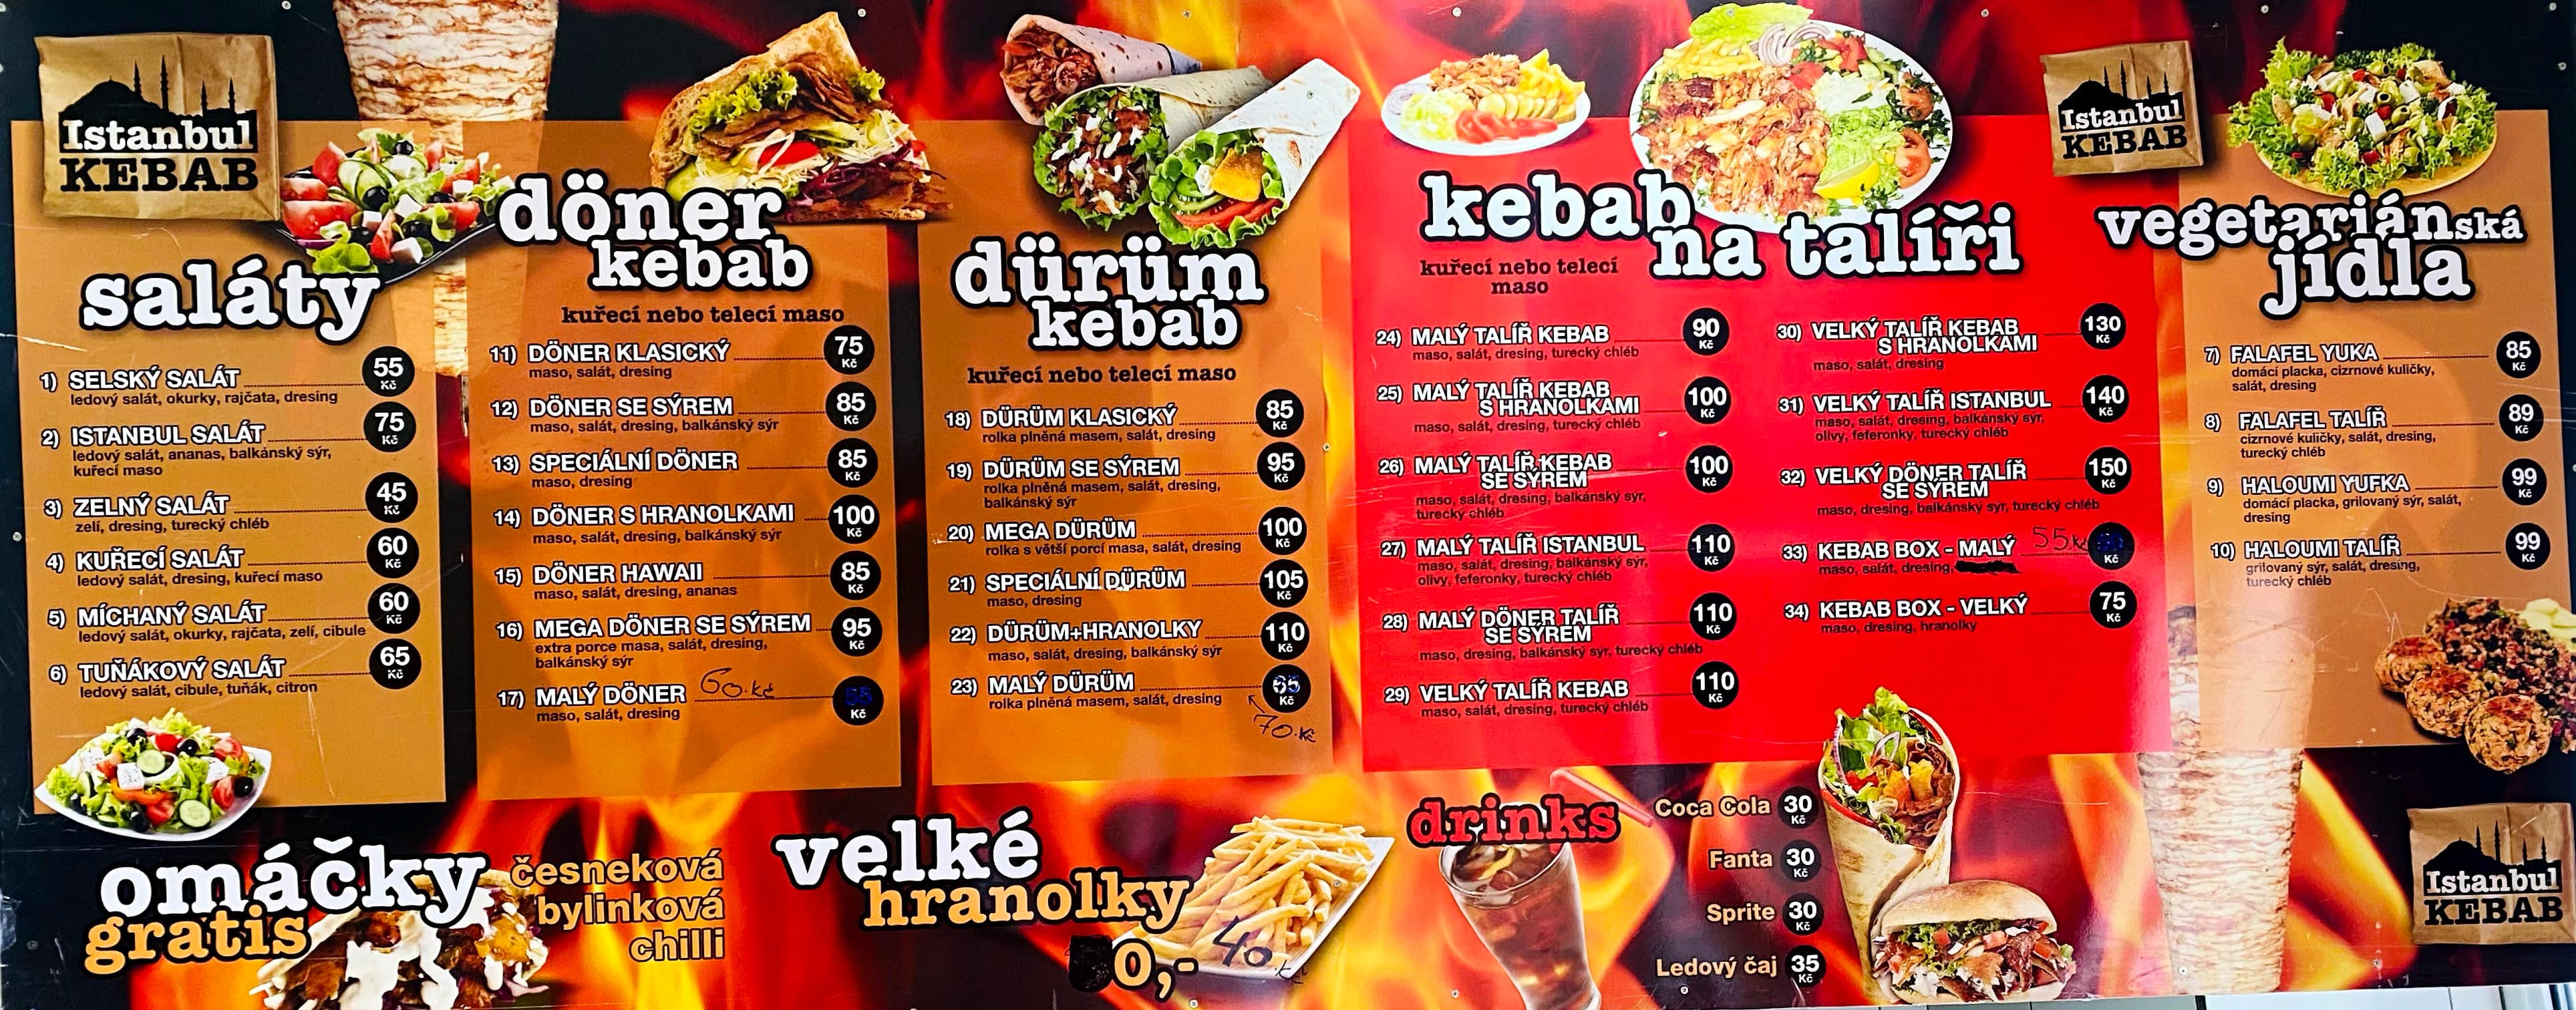 Istanbul
KEBAB
saláty
1) SELSKÝ SALÁT 55 Kč
ledový salát, okurky, rajčata, dresing
2) ISTANBUL SALÁT 75 Kč
ledový salát, ananas, balkánský sýr,
kuřecí maso
3) ZELNÝ SALÁT 45 Kč
zelí, dresing, turecký chléb
4) KUŘECÍ SALÁT 60 Kč
ledový salát, dresing, kuřecí maso
5) MÍCHANÝ SALÁT 60 Kč
ledový salát, okurky, rajčata, zelí, cibule
6) TUŇÁKOVÝ SALÁT 65 Kč
ledový salát, cibule, tuňák, citron
döner
kebab
kuřecí nebo telecí maso
11) DÖNER KLASICKÝ 75 Kč
maso, salát, dresing
12) DÖNER SE SÝREM 85 Kč
maso, salát, dresing, balkánský sýr
13) SPECIÁLNÍ DÖNER 85 Kč
maso, dresing
14) DÖNER S HRANOLKAMI 100 Kč
maso, salát, dresing, balkánský sýr
15) DÖNER HAWAII 85 Kč
maso, salát, dresing, ananas
16) MEGA DÖNER SE SÝREM 95 Kč
extra porce masa, salát, dresing,
balkánský sýr
17) MALÝ DÖNER 60.kč Kč
maso, salát, dresing
dürüm
kebab
kuřecí nebo telecí maso
18) DÜRÜM KLASICKÝ 85 Kč
rolka plněná masem, salát, dresing
19) DÜRÜM SE SÝREM 95 Kč
rolka plněná masem, salát, dresing,
balkánský sýr
20) MEGA DÜRÜM 100 Kč
rolka s větší porcí masa, salát, dresing
21) SPECIÁLNÍ DÜRÜM 105 Kč
maso, dresing
22) DÜRÜM+HRANOLKY 110 Kč
maso, salát, dresing, balkánský sýr
23) MALÝ DÜRÜM 65 Kč
rolka plněná masem, salát, dresing
70.Kč
kebab
na talíři
kuřecí nebo telecí
maso
24) MALÝ TALÍŘ KEBAB 90 Kč
maso, salát, dresing, turecký chléb
25) MALÝ TALÍŘ KEBAB
S HRANOLKAMI 100 Kč
maso, salát, dresing, turecký chléb
26) MALÝ TALÍŘ KEBAB
SE SÝREM 100 Kč
maso, salát, dresing, balkánský sýr,
turecký chléb
27) MALÝ TALÍŘ ISTANBUL 110 Kč
maso, salát, dresing, balkánský sýr,
olivy, feferonky, turecký chléb
28) MALÝ DÖNER TALÍŘ
SE SÝREM 110 Kč
maso, dresing, balkánský sýr, turecký chléb
29) VELKÝ TALÍŘ KEBAB 110 Kč
maso, salát, dresing, turecký chléb
30) VELKÝ TALÍŘ KEBAB
S HRANOLKAMI 130 Kč
maso, salát, dresing
31) VELKÝ TALÍŘ ISTANBUL 140 Kč
maso, salát, dresing, balkánský sýr,
olivy, feferonky, turecký chléb
32) VELKÝ DÖNER TALÍŘ
SE SÝREM 150 Kč
maso, dresing, balkánský sýr, turecký chléb
33) KEBAB BOX - MALÝ 55.kč Kč
maso, salát, dresing,
34) KEBAB BOX - VELKÝ 75 Kč
maso, dresing, hranolky
Istanbul
KEBAB
vegetariánská
jídla
7) FALAFEL YUKA 85 Kč
domácí placka, cizrnové kuličky,
salát, dresing
8) FALAFEL TALÍŘ 89 Kč
cizrnové kuličky, salát, dresing,
turecký chléb
9) HALOUMI YUFKA 99 Kč
domácí placka, grilovaný sýr, salát,
dresing
10) HALOUMI TALÍŘ 99 Kč
grilovaný sýr, salát, dresing,
turecký chléb
omáčky
gratis
česneková
bylinková
chilli
velké
hranolky
0,- 40.kč
drinks
Coca Cola 30 Kč
Fanta 30 Kč
Sprite 30 Kč
Ledový čaj 35 Kč
Istanbul
KEBAB